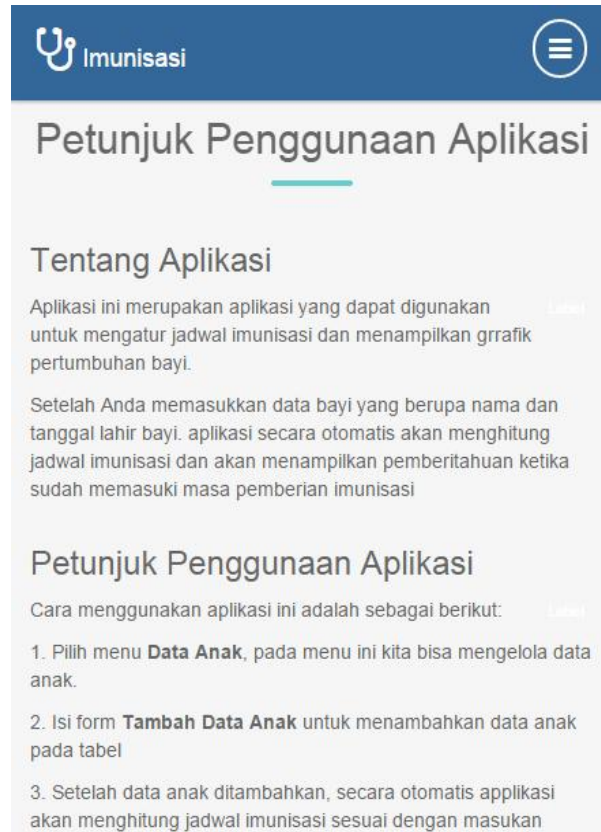 Imunisasi
Petunjuk Penggunaan Aplikasi
Tentang Aplikasi
Aplikasi ini merupakan aplikasi yang dapat digunakan
untuk mengatur jadwal imunisasi dan menampilkan grrafik
pertumbuhan bayi.
Setelah Anda memasukkan data bayi yang berupa nama dan
tanggal lahir bayi. aplikasi secara otomatis akan menghitung
jadwal imunisasi dan akan menampilkan pemberitahuan ketika
sudah memasuki masa pemberian imunisasi
Petunjuk Penggunaan Aplikasi
Cara menggunakan aplikasi ini adalah sebagai berikut:
1. Pilih menu Data Anak, pada menu ini kita bisa mengelola data
anak.
2. Isi form Tambah Data Anak untuk menambahkan data anak
pada tabel
3. Setelah data anak ditambahkan, secara otomatis applikasi
akan menghitung jadwal imunisasi sesuai dengan masukan